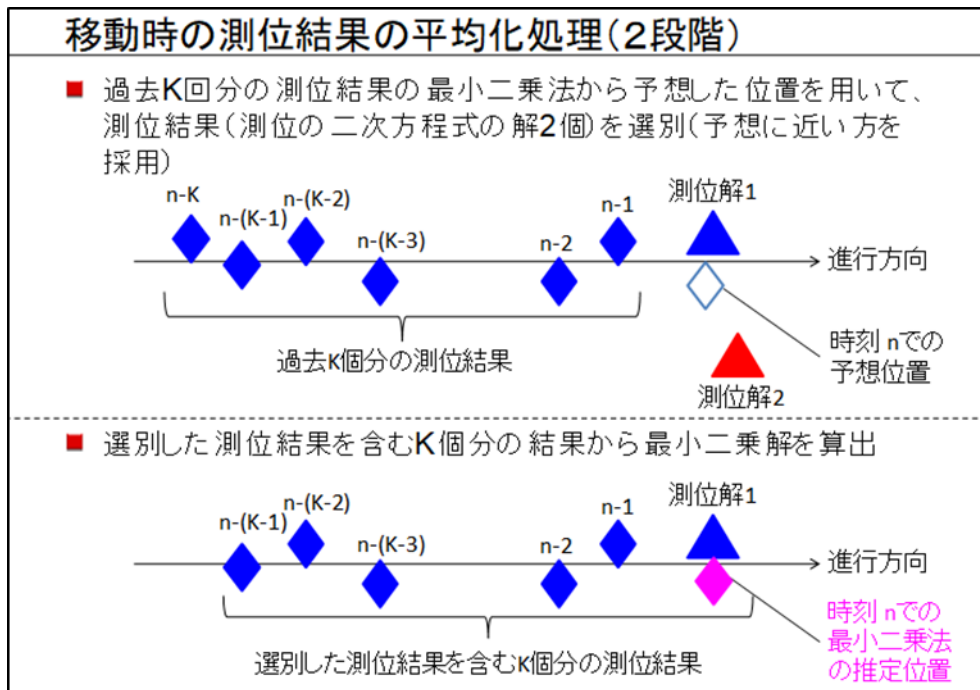 移動時の測位結果の平均化処理(2段階)
過去K回分の測位結果の最小二乗法から予想した位置を用いて、
測位結果(測位の二次方程式の解2個)を選別(予想に近い方を
採用)
n-K
n-(K-1)
n-(K-2)
n-(K-3)
n-2
n-1
測位解1
進行方向
過去K個分の測位結果
時刻nでの
予想位置
測位解2
選別した測位結果を含むK個分の結果から最小二乗解を算出
n-(K-1)
n-(K-2)
n-(K-3)
n-2
n-1
測位解1
進行方向
選別した測位結果を含むK個分の測位結果
時刻nでの
最小二乗法
の推定位置